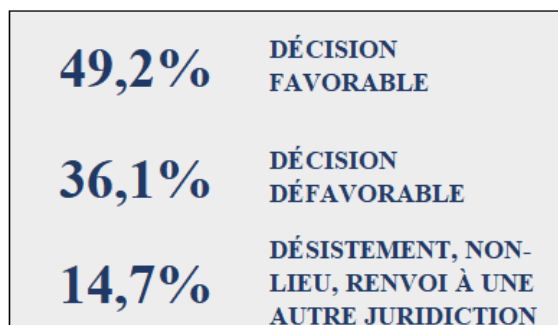 49,2%
DÉCISION
FAVORABLE
36,1%
DÉCISION
DÉFAVORABLE
14,7%
DÉSISTEMENT, NON-
LIEU, RENVOI À UNE
AUTRE JURIDICTION